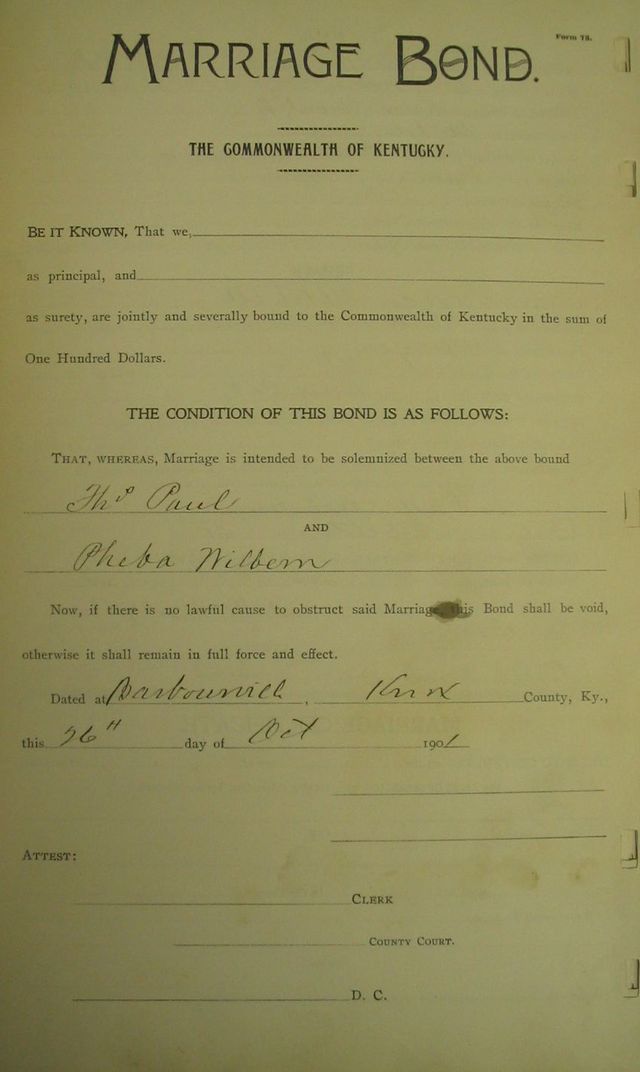 Form 78.
MARRIAGE BOND.
THE COMMONWEALTH OF KENTUCKY.
BE IT KNOWN, That we,
as principal, and
as surety, are jointly and severally bound to the Commonwealth of Kentucky in the sum of
One Hundred Dollars.
THE CONDITION OF THIS BOND IS AS FOLLOWS:
THAT, WHEREAS, Marriage is intended to be solemnized between the above bound
Thos Paul
AND
Pheba Wilbern
Now, if there is no lawful cause to obstruct said Marriage, this Bond shall be void,
otherwise it shall remain in full force and effect.
Dated at Barbourvill, Knox County, Ky.,
this 26" day of Oct 1901
ATTEST:
CLERK
COUNTY COURT.
D. C.